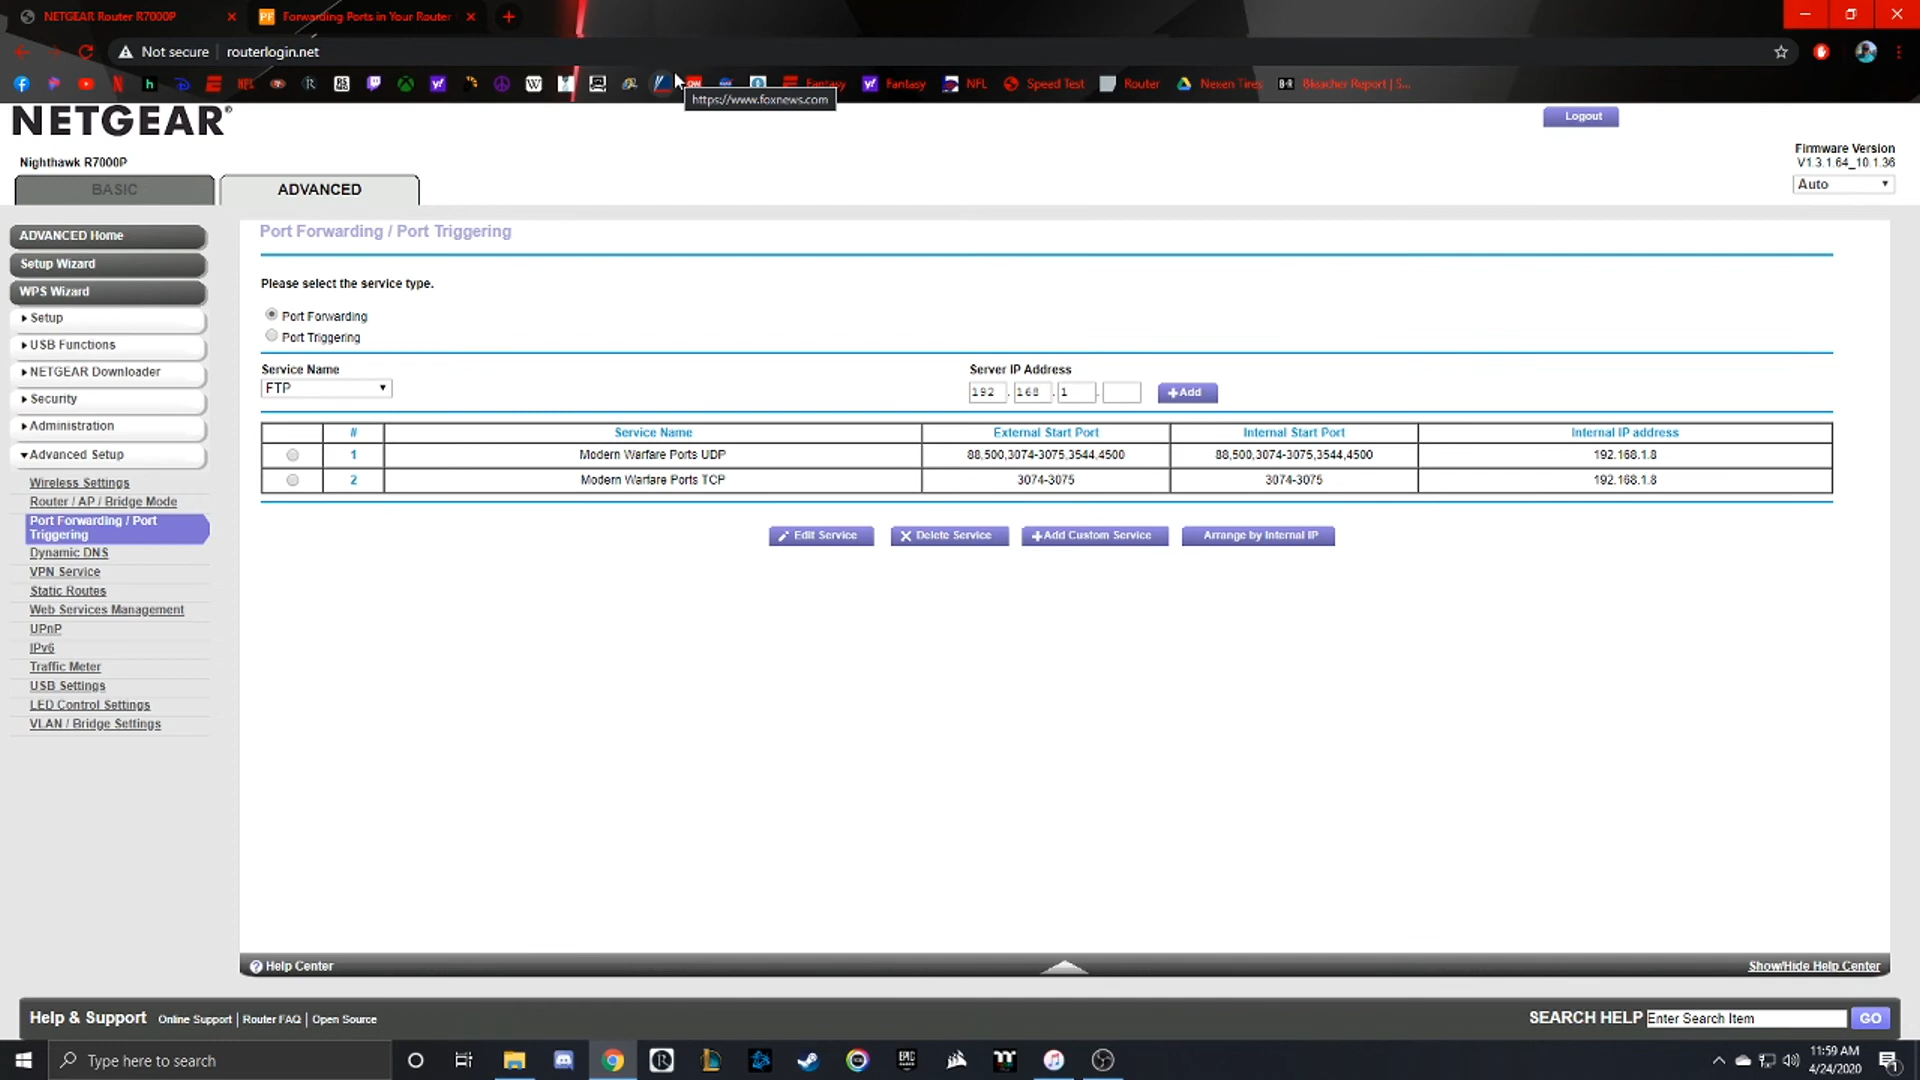 NETGEAR Router R7000P
PF Forwarding Ports in Your Router
Not secure | routerlogin.net
Fantasy
Fantasy
NFL
Speed Test
Router
Nexen Tires
B·R Bleacher Report | S...
https://www.foxnews.com
NETGEAR®
Logout
Nighthawk R7000P
Firmware Version
V1.3.1.64_10.1.36
Auto
BASIC
ADVANCED
ADVANCED Home
Setup Wizard
WPS Wizard
Setup
USB Functions
NETGEAR Downloader
Security
Administration
Advanced Setup
Wireless Settings
Router / AP / Bridge Mode
Port Forwarding / Port
Triggering
Dynamic DNS
VPN Service
Static Routes
Web Services Management
UPnP
IPv6
Traffic Meter
USB Settings
LED Control Settings
VLAN / Bridge Settings
Port Forwarding / Port Triggering
Please select the service type.
Port Forwarding
Port Triggering
Service Name
FTP
Server IP Address
192 . 168 . 1 .
+Add
# Service Name External Start Port Internal Start Port Internal IP address
1 Modern Warfare Ports UDP 88,500,3074-3075,3544,4500 88,500,3074-3075,3544,4500 192.168.1.8
2 Modern Warfare Ports TCP 3074-3075 3074-3075 192.168.1.8
Edit Service
Delete Service
+Add Custom Service
Arrange by Internal IP
Help Center
Show/Hide Help Center
Help & Support Online Support | Router FAQ | Open Source
SEARCH HELP Enter Search Item GO
Type here to search
11:59 AM
4/24/2020